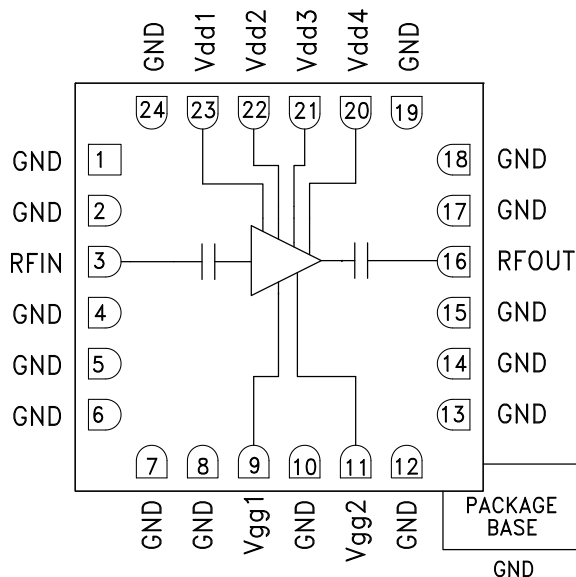 GND
Vdd1
Vdd2
Vdd3
Vdd4
GND
24
23
22
21
20
19
GND 1
18 GND
GND 2
17 GND
RFIN 3
16 RFOUT
GND 4
15 GND
GND 5
14 GND
GND 6
13 GND
7
8
9
10
11
12
GND
GND
Vgg1
GND
Vgg2
GND
PACKAGE
BASE
GND